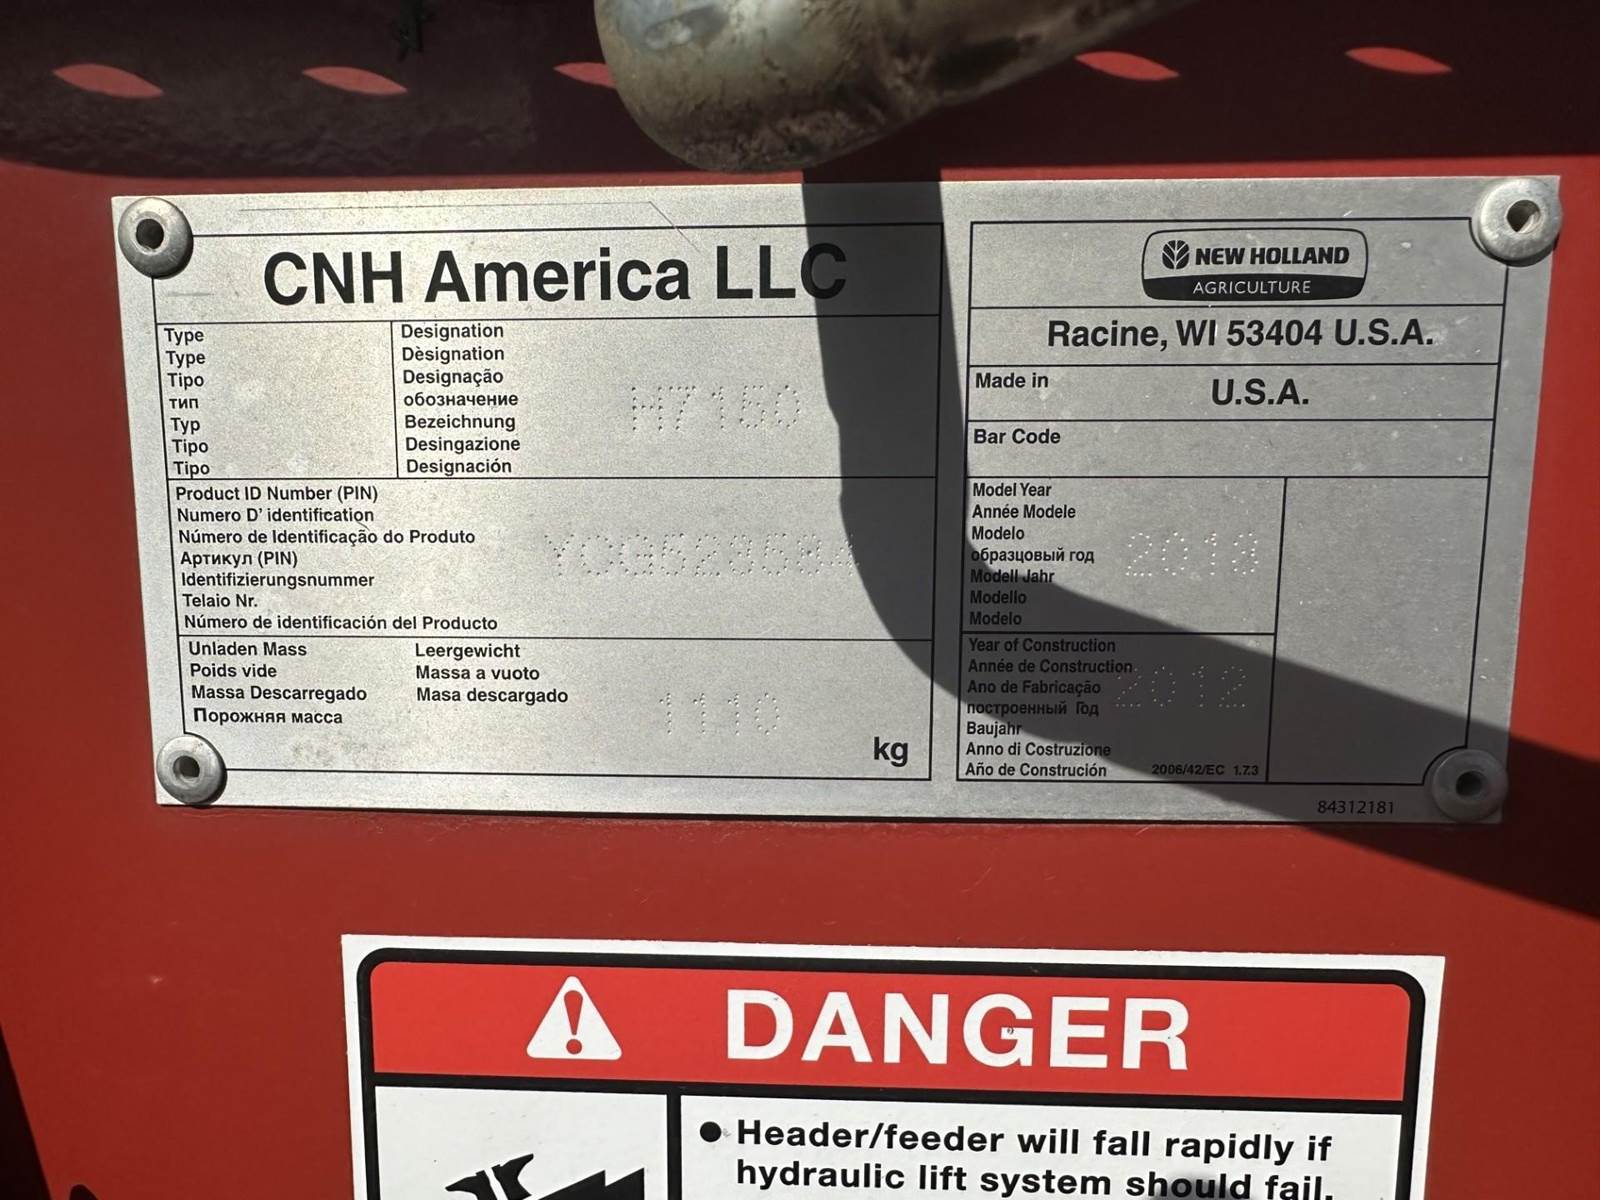 CNH America LLC
Type
Type
Tipo
тип
Typ
Tipo
Tipo
Designation
Dèsignation
Designação
обозначение
Bezeichnung
Desingazione
Designación
H7150
Product ID Number (PIN)
Numero D' identification
Número de Identificação do Produto
Артикул (PIN)
Identifizierungsnummer
Telaio Nr.
Número de identificación del Producto
YCG523584
Unladen Mass
Poids vide
Massa Descarregado
Порожняя масса
Leergewicht
Massa a vuoto
Masa descargado
1110
kg
NEW HOLLAND
AGRICULTURE
Racine, WI 53404 U.S.A.
Made in
U.S.A.
Bar Code
Model Year
Année Modele
Modelo
образцовый год
Modell Jahr
Modello
Modelo
2013
Year of Construction
Année de Construction
Ano de Fabricação
построенный Год
Baujahr
Anno di Costruzione
Año de Construción
2012
2006/42/EC 1.7.3
84312181
DANGER
• Header/feeder will fall rapidly if
hydraulic lift system should fail.